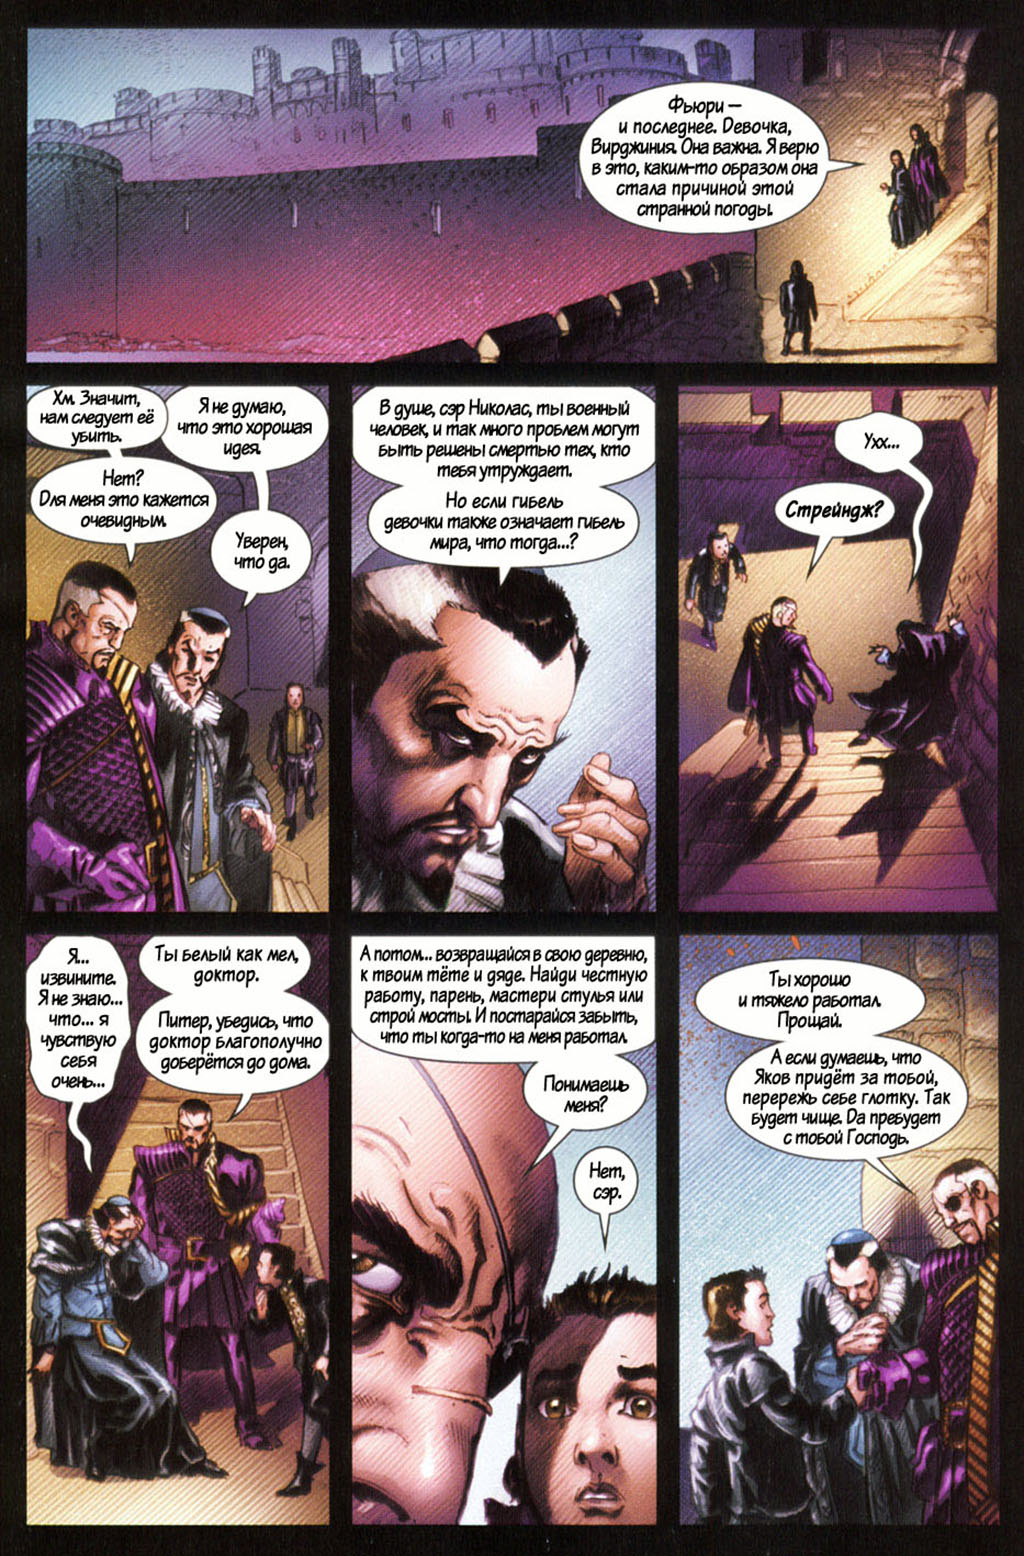 Фьюри —
и последнее. Девочка,
Вирджиния. Она важна. Я верю
в это, каким-то образом она
стала причиной этой
странной погоды.
Хм. Значит,
нам следует её
убить.
Я не думаю,
что это хорошая
идея.
Нет?
Для меня это кажется
очевидным.
Уверен,
что да.
В душе, сэр Николас, ты военный
человек, и так много проблем могут
быть решены смертью тех, кто
тебя утруждает.
Но если гибель
девочки также означает гибель
мира, что тогда...?
Ухх...
Стрейндж?
Я...
извините.
Я не знаю...
что... я
чувствую
себя
очень...
Ты белый как мел,
доктор.
Питер, убедись, что
доктор благополучно
доберётся до дома.
А потом... возвращайся в свою деревню,
к твоим тёте и дяде. Найди честную
работу, парень, мастери стулья или
строй мосты. И постарайся забыть,
что ты когда-то на меня работал.
Понимаешь
меня?
Нет,
сэр.
Ты хорошо
и тяжело работал.
Прощай.
А если думаешь, что
Яков придёт за тобой,
перережь себе глотку. Так
будет чище. Да пребудет
с тобой Господь.